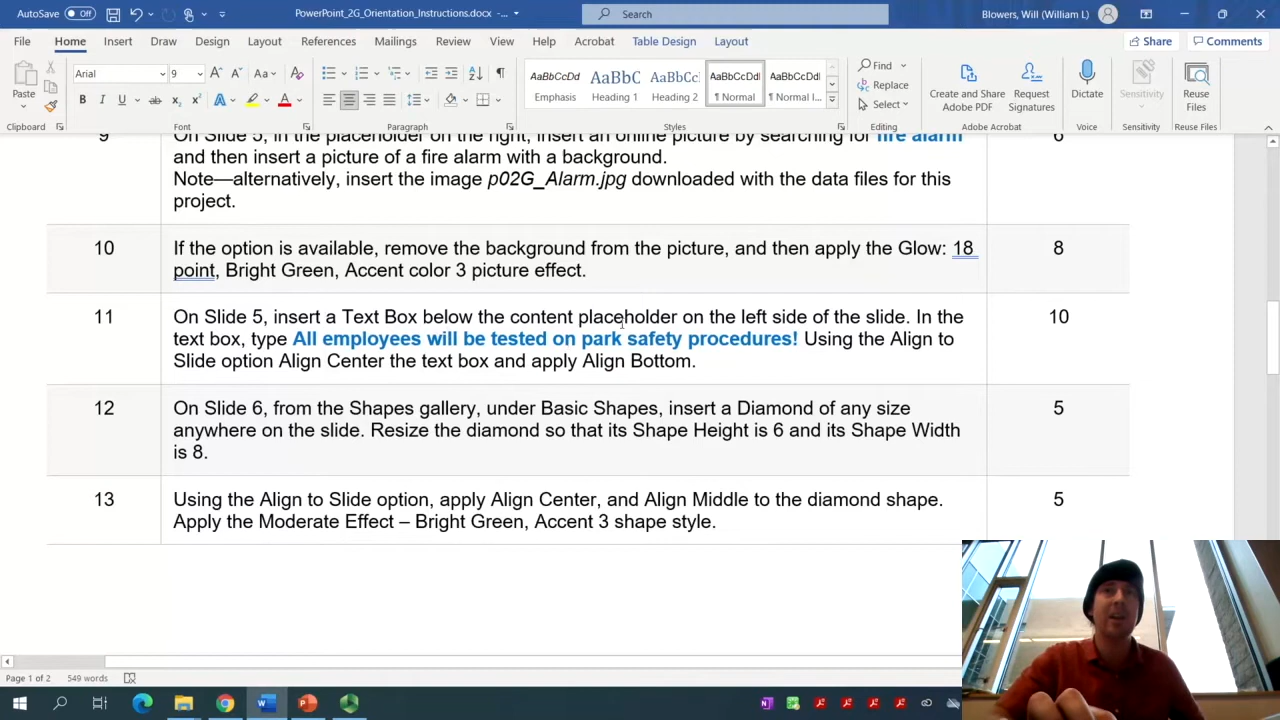 AutoSave Off PowerPoint_2G_Orientation_Instructions.docx Search Blowers, Will (William L)
File Home Insert Draw Design Layout References Mailings Review View Help Acrobat Table Design Layout Share Comments
Paste
Arial 9
AaBbCcDd AaBbC AaBbCc AaBbCcDd AaBbCcDd
Emphasis Heading 1 Heading 2 ¶ Normal ¶ Normal I...
Find
Replace
Select
Create and Share Adobe PDF
Request Signatures
Dictate
Sensitivity
Reuse Files
Clipboard Font Paragraph Styles Editing Adobe Acrobat Voice Sensitivity Reuse Files
9 On Slide 5, in the placeholder on the right, insert an online picture by searching for fire alarm 6
and then insert a picture of a fire alarm with a background.
Note—alternatively, insert the image p02G_Alarm.jpg downloaded with the data files for this
project.
10 If the option is available, remove the background from the picture, and then apply the Glow: 18 8
point, Bright Green, Accent color 3 picture effect.
11 On Slide 5, insert a Text Box below the content placeholder on the left side of the slide. In the 10
text box, type All employees will be tested on park safety procedures! Using the Align to
Slide option Align Center the text box and apply Align Bottom.
12 On Slide 6, from the Shapes gallery, under Basic Shapes, insert a Diamond of any size 5
anywhere on the slide. Resize the diamond so that its Shape Height is 6 and its Shape Width
is 8.
13 Using the Align to Slide option, apply Align Center, and Align Middle to the diamond shape. 5
Apply the Moderate Effect – Bright Green, Accent 3 shape style.
Page 1 of 2 549 words